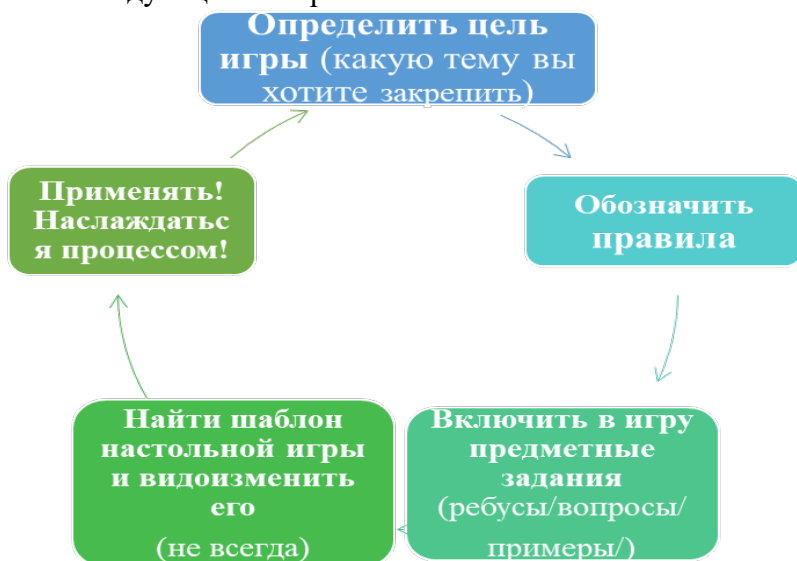 Определить цель
игры (какую тему вы
хотите закрепить)
Обозначить
правила
Включить в игру
предметные
задания
(ребусы/вопросы/
примеры/)
Найти шаблон
настольной игры
и видоизменить
его
(не всегда)
Применять!
Наслаждатьс
я процессом!